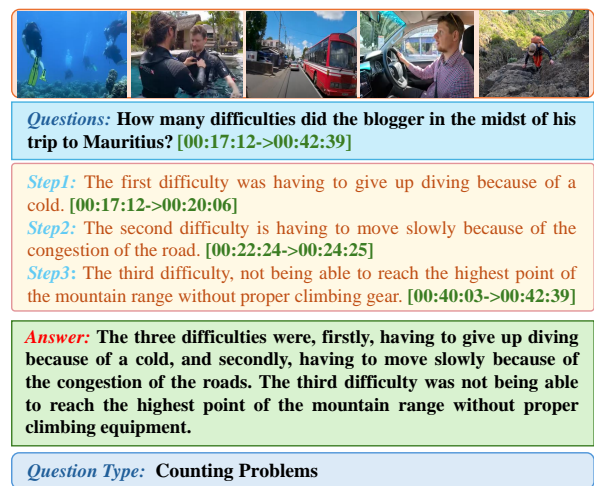 Questions: How many difficulties did the blogger in the midst of his
trip to Mauritius? [00:17:12->00:42:39]
Step1: The first difficulty was having to give up diving because of a
cold. [00:17:12->00:20:06]
Step2: The second difficulty is having to move slowly because of the
congestion of the road. [00:22:24->00:24:25]
Step3: The third difficulty, not being able to reach the highest point of
the mountain range without proper climbing gear. [00:40:03->00:42:39]
Answer: The three difficulties were, firstly, having to give up diving
because of a cold, and secondly, having to move slowly because of
the congestion of the roads. The third difficulty was not being able
to reach the highest point of the mountain range without proper
climbing equipment.
Question Type: Counting Problems